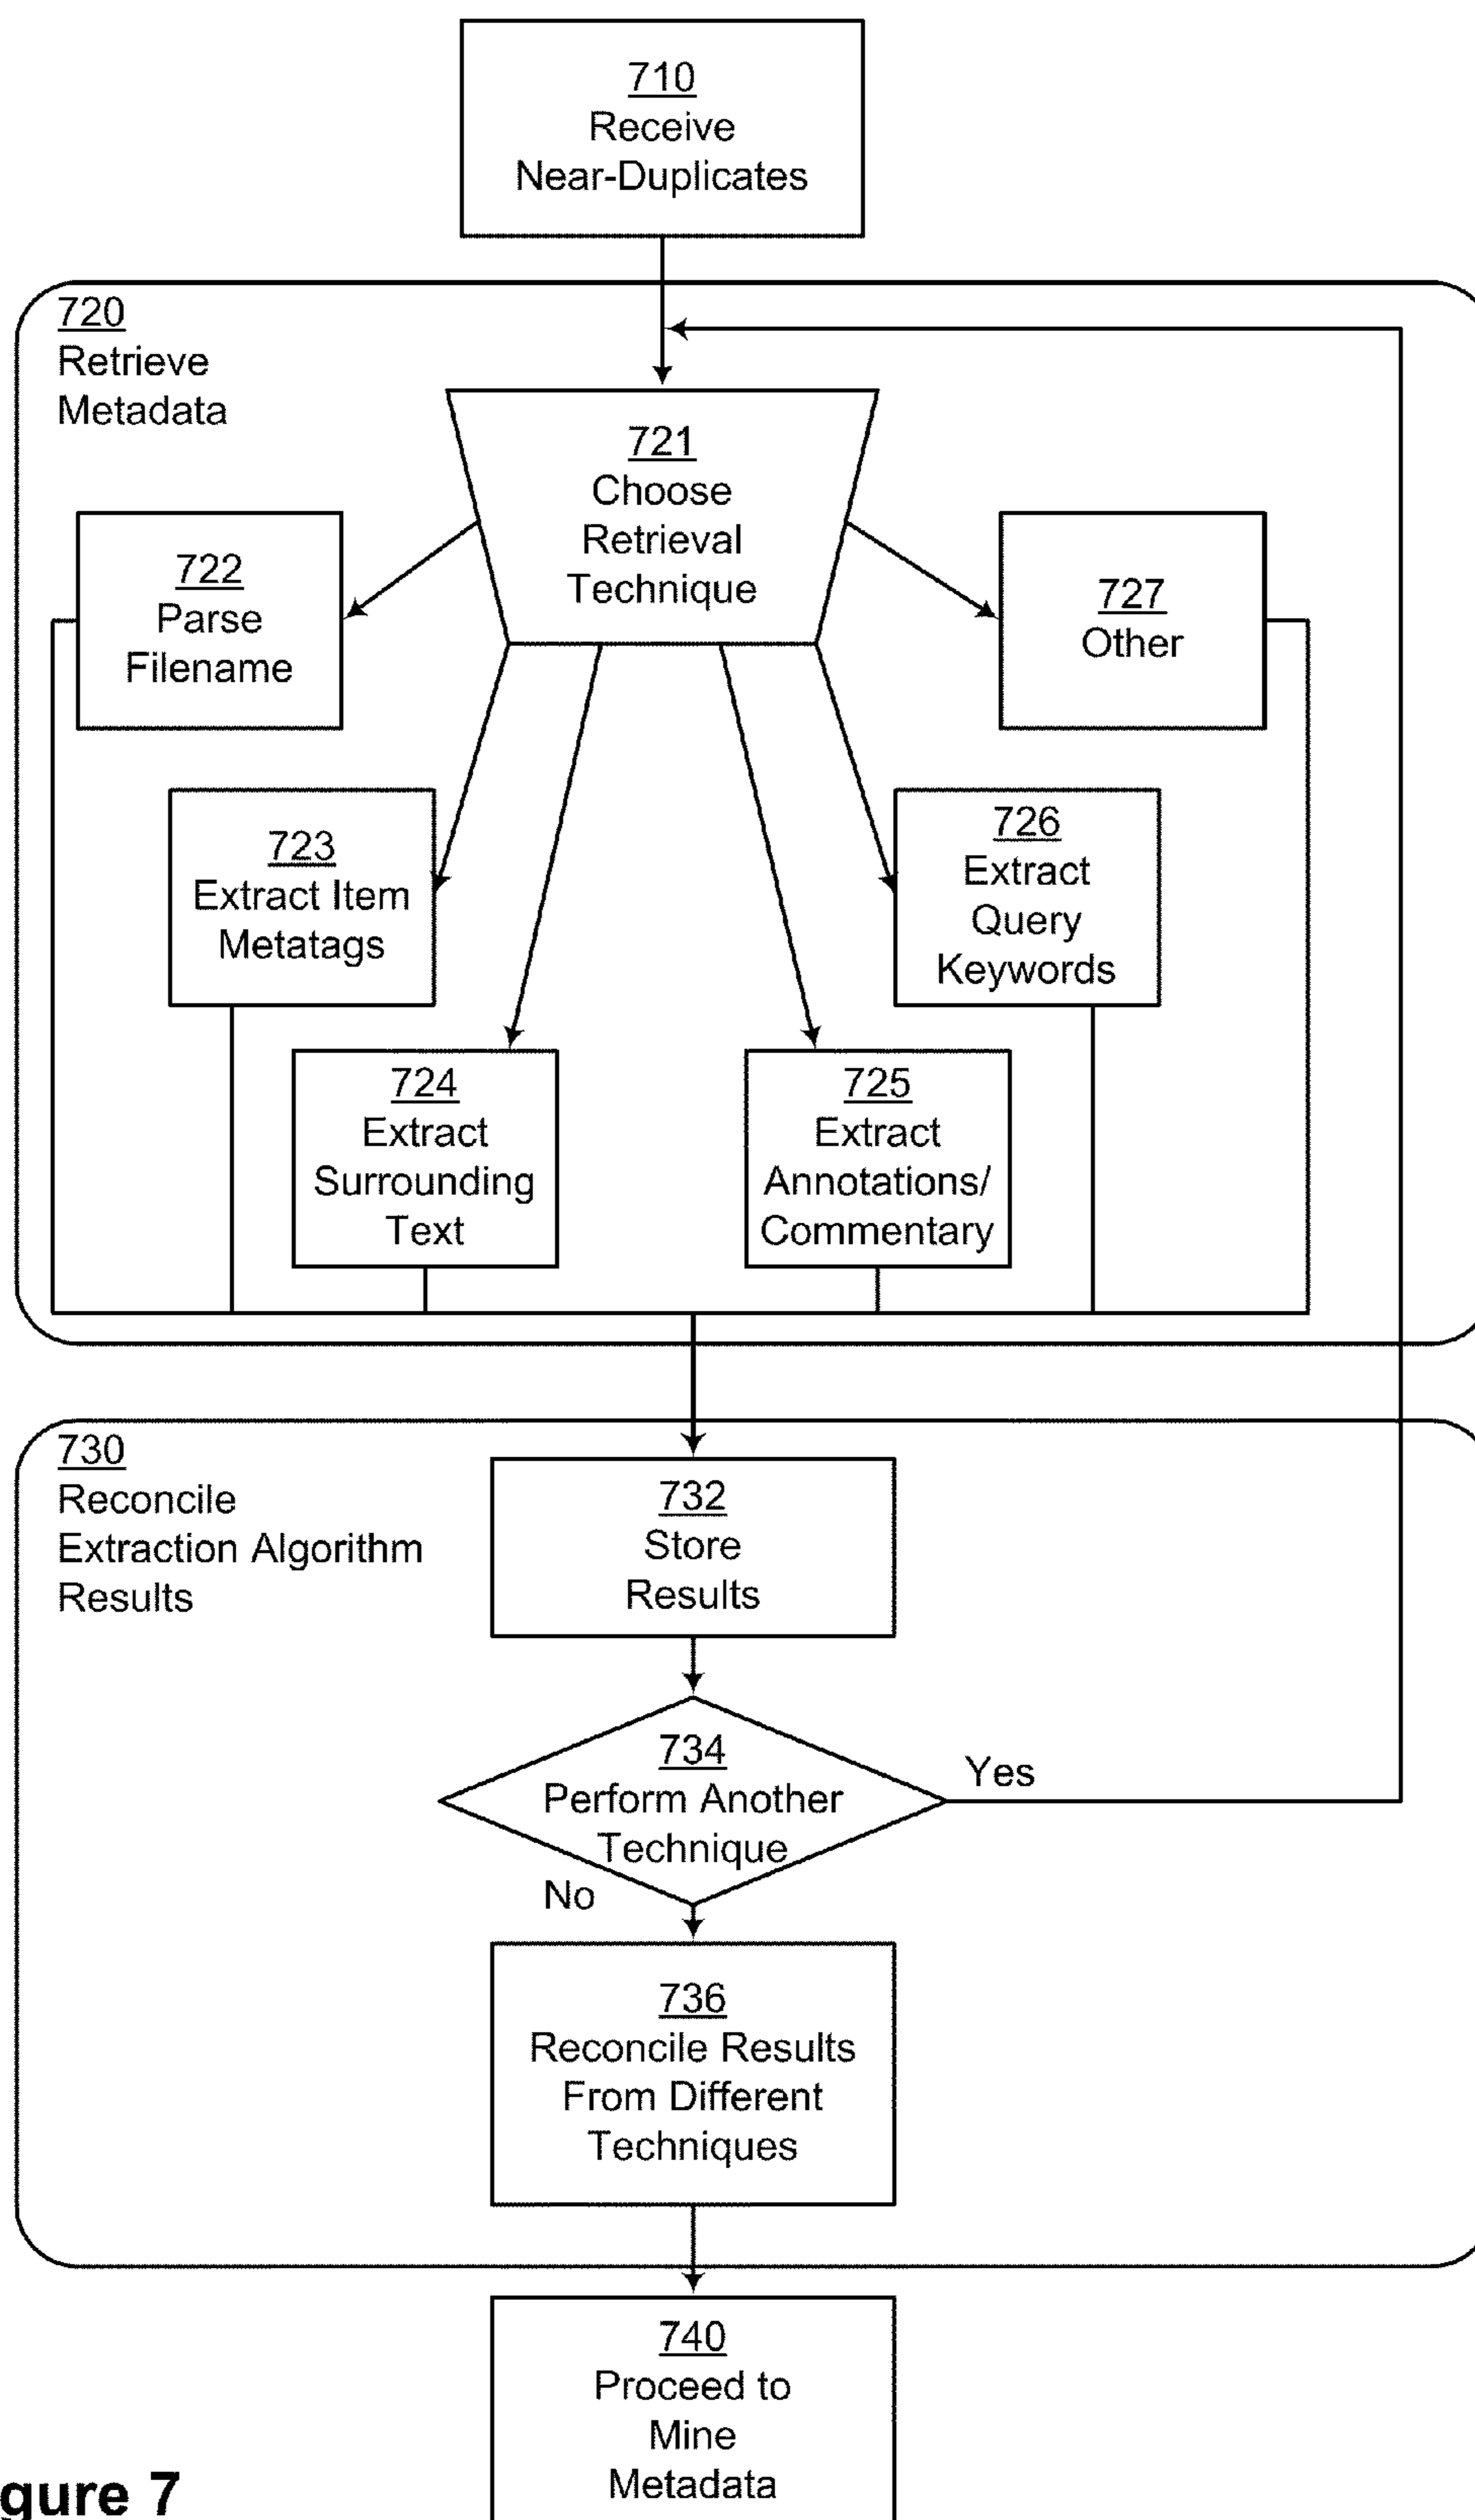 710
Receive
Near-Duplicates
720
Retrieve
Metadata
721
Choose
Retrieval
Technique
722
Parse
Filename
727
Other
723
Extract Item
Metatags
726
Extract
Query
Keywords
724
Extract
Surrounding
Text
725
Extract
Annotations/
Commentary
730
Reconcile
Extraction Algorithm
Results
732
Store
Results
734
Perform Another
Technique
Yes
No
736
Reconcile Results
From Different
Techniques
740
Proceed to
Mine
Metadata
gure 7